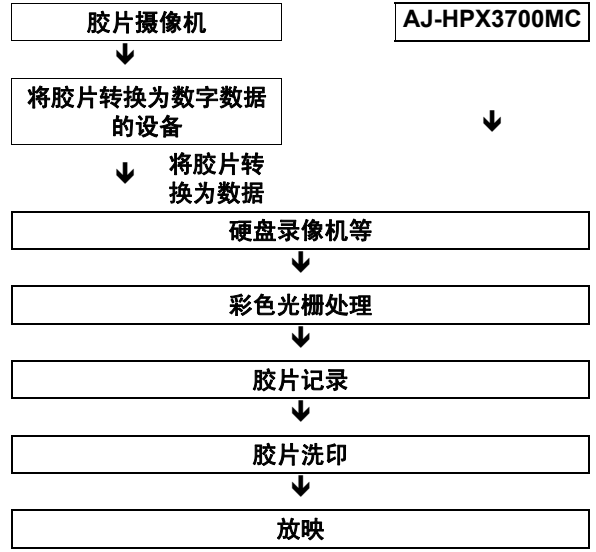 胶片摄像机
AJ-HPX3700MC
将胶片转换为数字数据
的设备
将胶片转
换为数据
硬盘录像机等
彩色光栅处理
胶片记录
胶片洗印
放映